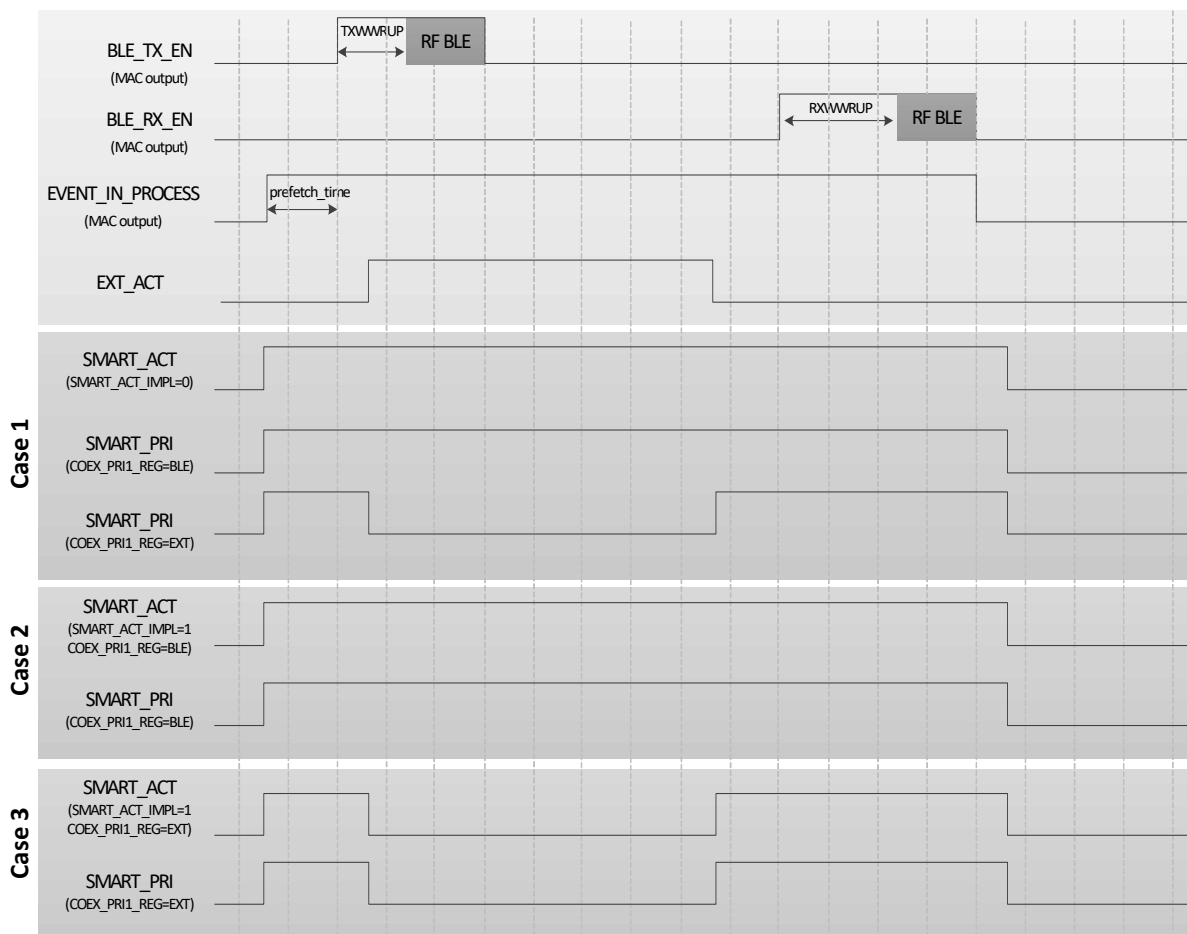 TXWWRUP
RF BLE
BLE_TX_EN
(MAC output)
RXWWRUP
RF BLE
BLE_RX_EN
(MAC output)
prefetch_time
EVENT_IN_PROCESS
(MAC output)
EXT_ACT
Case 1
SMART_ACT
(SMART_ACT_IMPL=0)
SMART_PRI
(COEX_PRI1_REG=BLE)
SMART_PRI
(COEX_PRI1_REG=EXT)
Case 2
SMART_ACT
(SMART_ACT_IMPL=1
COEX_PRI1_REG=BLE)
SMART_PRI
(COEX_PRI1_REG=BLE)
Case 3
SMART_ACT
(SMART_ACT_IMPL=1
COEX_PRI1_REG=EXT)
SMART_PRI
(COEX_PRI1_REG=EXT)